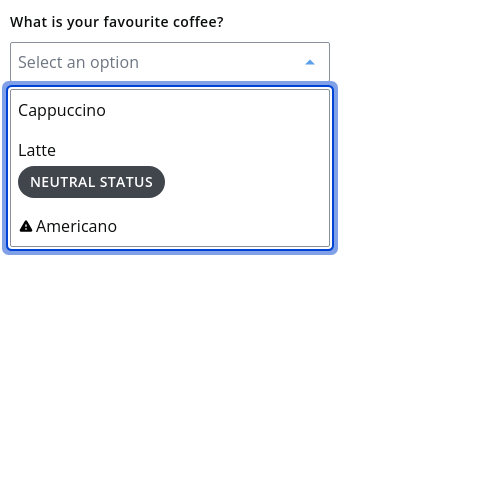 What is your favourite coffee?
Select an option
Cappuccino
Latte
NEUTRAL STATUS
Americano